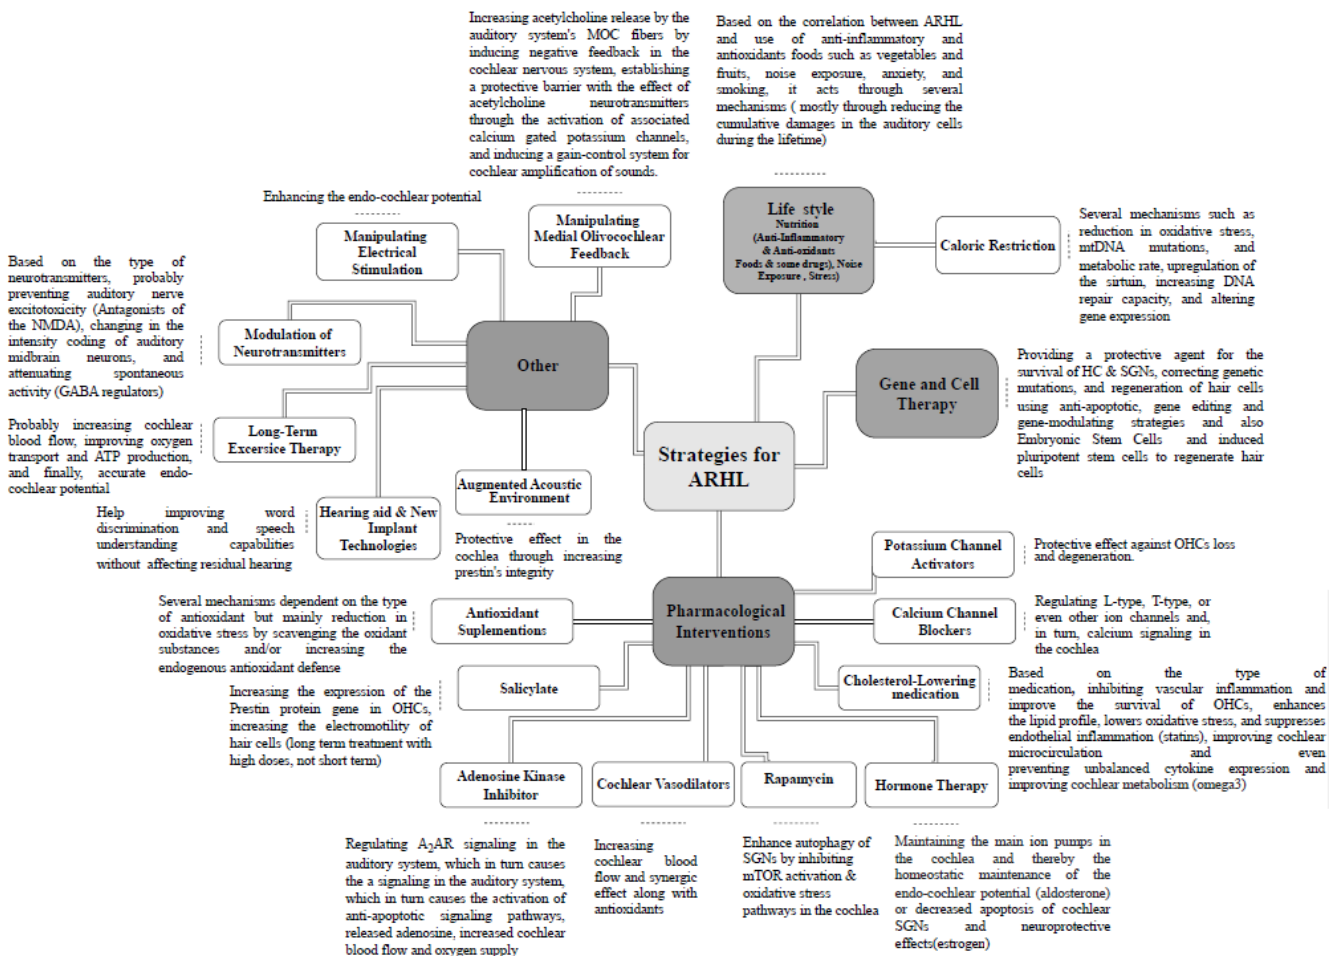 Increasing acetylcholine release by the
auditory system's MOC fibers by
inducing negative feedback in the
cochlear nervous system, establishing
a protective barrier with the effect of
acetylcholine neurotransmitters
through the activation of associated
calcium gated potassium channels,
and inducing a gain-control system for
cochlear amplification of sounds.
Based on the correlation between ARHL
and use of anti-inflammatory and
antioxidants foods such as vegetables and
fruits, noise exposure, anxiety, and
smoking, it acts through several
mechanisms ( mostly through reducing the
cumulative damages in the auditory cells
during the lifetime)
Enhancing the endo-cochlear potential
Manipulating
Electrical
Stimulation
Manipulating
Medial Olivocochlear
Feedback
Life style
Nutrition
(Anti-Inflammatory
& Anti-oxidants
Foods & some drugs), Noise
Exposure , Stress)
Caloric Restriction
Several mechanisms such as
reduction in oxidative stress,
mtDNA mutations, and
metabolic rate, upregulation of
the sirtuin, increasing DNA
repair capacity, and altering
gene expression
Based on the type of
neurotransmitters, probably
preventing auditory nerve
excitotoxicity (Antagonists of
the NMDA), changing in the
intensity coding of auditory
midbrain neurons, and
attenuating spontaneous
activity (GABA regulators)
Modulation of
Neurotransmitters
Other
Gene and Cell
Therapy
Providing a protective agent for the
survival of HC & SGNs, correcting genetic
mutations, and regeneration of hair cells
using anti-apoptotic, gene editing and
gene-modulating strategies and also
Embryonic Stem Cells and induced
pluripotent stem cells to regenerate hair
cells
Probably increasing cochlear
blood flow, improving oxygen
transport and ATP production,
and finally, accurate endo-
cochlear potential
Long-Term
Excersice Therapy
Strategies for
ARHL
Augmented Acoustic
Environment
Help improving word
discrimination and speech
understanding capabilities
without affecting residual hearing
Hearing aid & New
Implant
Technologies
Protective effect in the
cochlea through increasing
prestin's integrity
Potassium Channel
Activators
Protective effect against OHCs loss
and degeneration.
Several mechanisms dependent on the type
of antioxidant but mainly reduction in
oxidative stress by scavenging the oxidant
substances and/or increasing the
endogenous antioxidant defense
Antioxidant
Suplementions
Pharmacological
Interventions
Calcium Channel
Blockers
Regulating L-type, T-type, or
even other ion channels and,
in turn, calcium signaling in
the cochlea
Increasing the expression of the
Prestin protein gene in OHCs,
increasing the electromotility of
hair cells (long term treatment with
high doses, not short term)
Salicylate
Cholesterol-Lowering
medication
Based on the type of
medication, inhibiting vascular inflammation and
improve the survival of OHCs, enhances
the lipid profile, lowers oxidative stress, and suppresses
endothelial inflammation (statins), improving cochlear
microcirculation and even
preventing unbalanced cytokine expression and
improving cochlear metabolism (omega3)
Adenosine Kinase
Inhibitor
Cochlear Vasodilators
Rapamycin
Hormone Therapy
Regulating A2AR signaling in the
auditory system, which in turn causes
the a signaling in the auditory system,
which in turn causes the activation of
anti-apoptotic signaling pathways,
released adenosine, increased cochlear
blood flow and oxygen supply
Increasing
cochlear blood
flow and synergic
effect along with
antioxidants
Enhance autophagy of
SGNs by inhibiting
mTOR activation &
oxidative stress
pathways in the cochlea
Maintaining the main ion pumps in
the cochlea and thereby the
homeostatic maintenance of the
endo-cochlear potential (aldosterone)
or decreased apoptosis of cochlear
SGNs and neuroprotective
effects(estrogen)